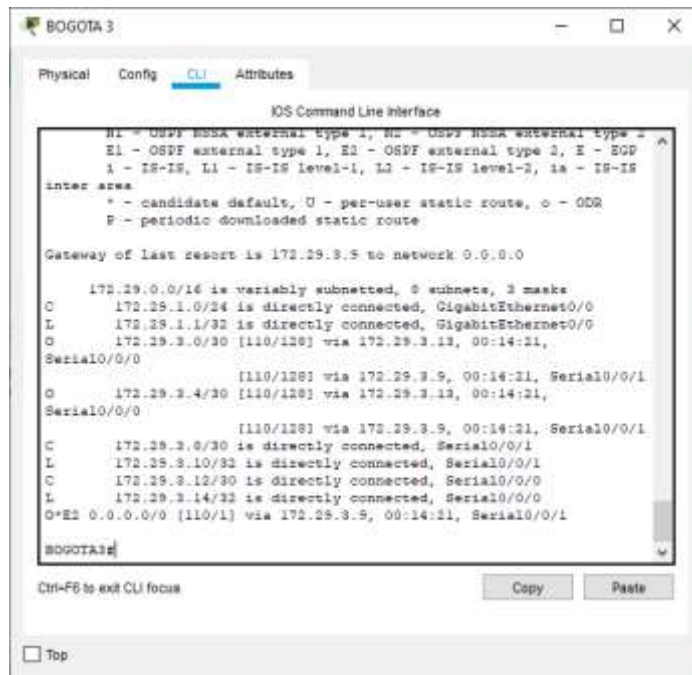 BOGOTA 3
Physical Config CLI Attributes
IOS Command Line Interface
N1 - OSPF NSSA external type 1, N2 - OSPF NSSA external type 2
E1 - OSPF external type 1, E2 - OSPF external type 2, E - EGP
i - IS-IS, L1 - IS-IS level-1, L2 - IS-IS level-2, ia - IS-IS
inter area
* - candidate default, U - per-user static route, o - ODR
P - periodic downloaded static route
Gateway of last resort is 172.29.3.9 to network 0.0.0.0
172.29.0.0/16 is variably subnetted, 8 subnets, 3 masks
C 172.29.1.0/24 is directly connected, GigabitEthernet0/0
L 172.29.1.1/32 is directly connected, GigabitEthernet0/0
O 172.29.3.0/30 [110/128] via 172.29.3.13, 00:14:21,
Serial0/0/0
[110/128] via 172.29.3.9, 00:14:21, Serial0/0/1
O 172.29.3.4/30 [110/128] via 172.29.3.13, 00:14:21,
Serial0/0/0
[110/128] via 172.29.3.9, 00:14:21, Serial0/0/1
C 172.29.3.8/30 is directly connected, Serial0/0/1
L 172.29.3.10/32 is directly connected, Serial0/0/1
C 172.29.3.12/30 is directly connected, Serial0/0/0
L 172.29.3.14/32 is directly connected, Serial0/0/0
O*E2 0.0.0.0/0 [110/1] via 172.29.3.9, 00:14:21, Serial0/0/1
BOGOTA3#
Ctrl+F6 to exit CLI focus
Copy Paste
Top